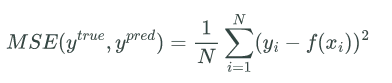 MSE(y^{true}, y^{pred}) = \frac{1}{N} \sum_{i=1}^{N} (y_i - f(x_i))^2